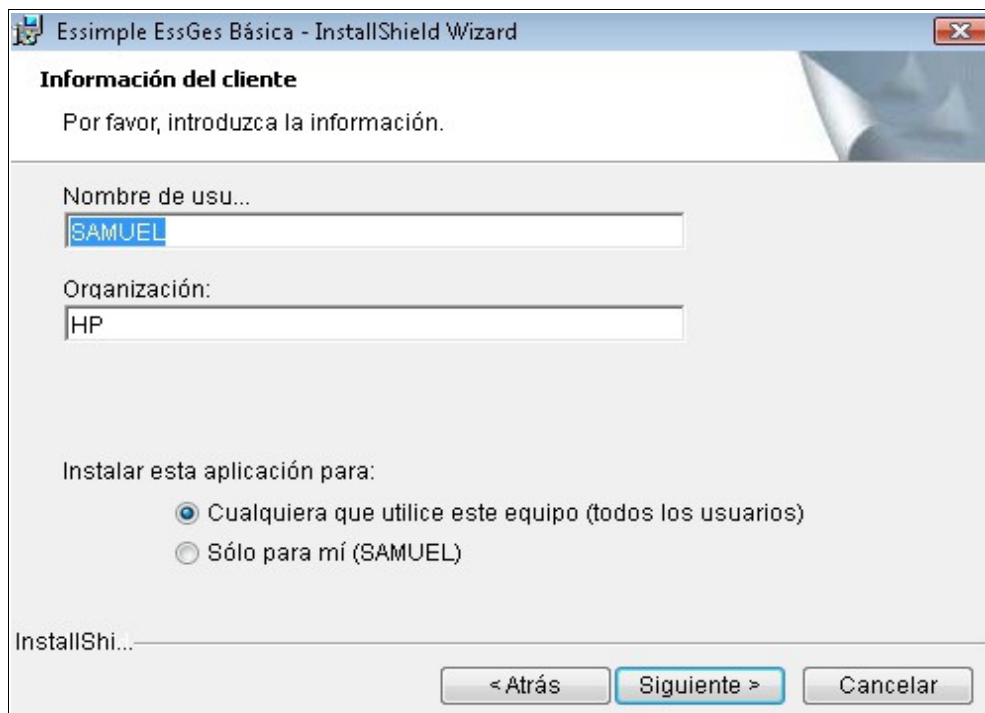 Essimple EssGes Básica - InstallShield Wizard
Información del cliente
Por favor, introduzca la información.
Nombre de usu...
SAMUEL
Organización:
HP
Instalar esta aplicación para:
Cualquiera que utilice este equipo (todos los usuarios)
Sólo para mí (SAMUEL)
InstallShi...
< Atrás Siguiente > Cancelar